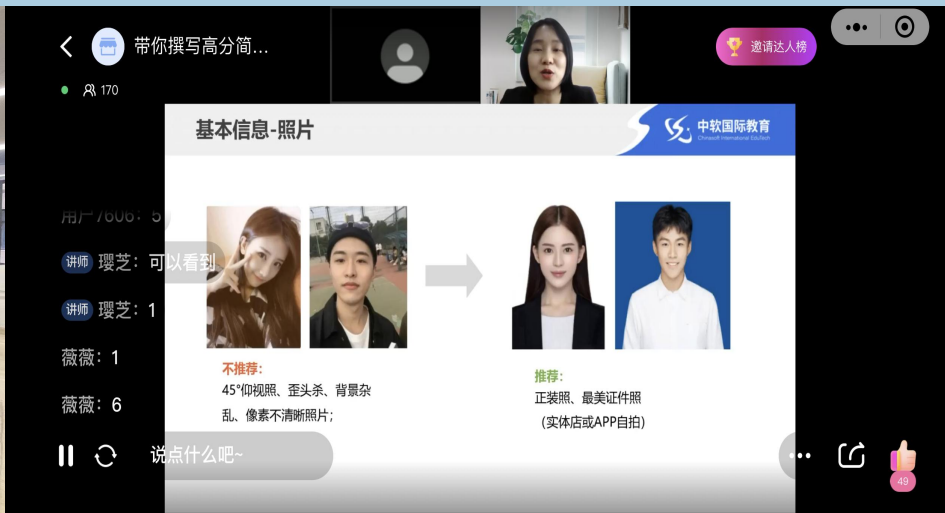 带你撰写高分简...
170
邀请达人榜
基本信息-照片
中软国际教育
Chinasoft International EduTech
用户7606：5
讲师 璎芝：可以看到
讲师 璎芝：1
薇薇：1
薇薇：6
不推荐：
45°仰视照、歪头杀、背景杂
乱、像素不清晰照片；
推荐：
正装照、最美证件照
（实体店或APP自拍）
说点什么吧~
49